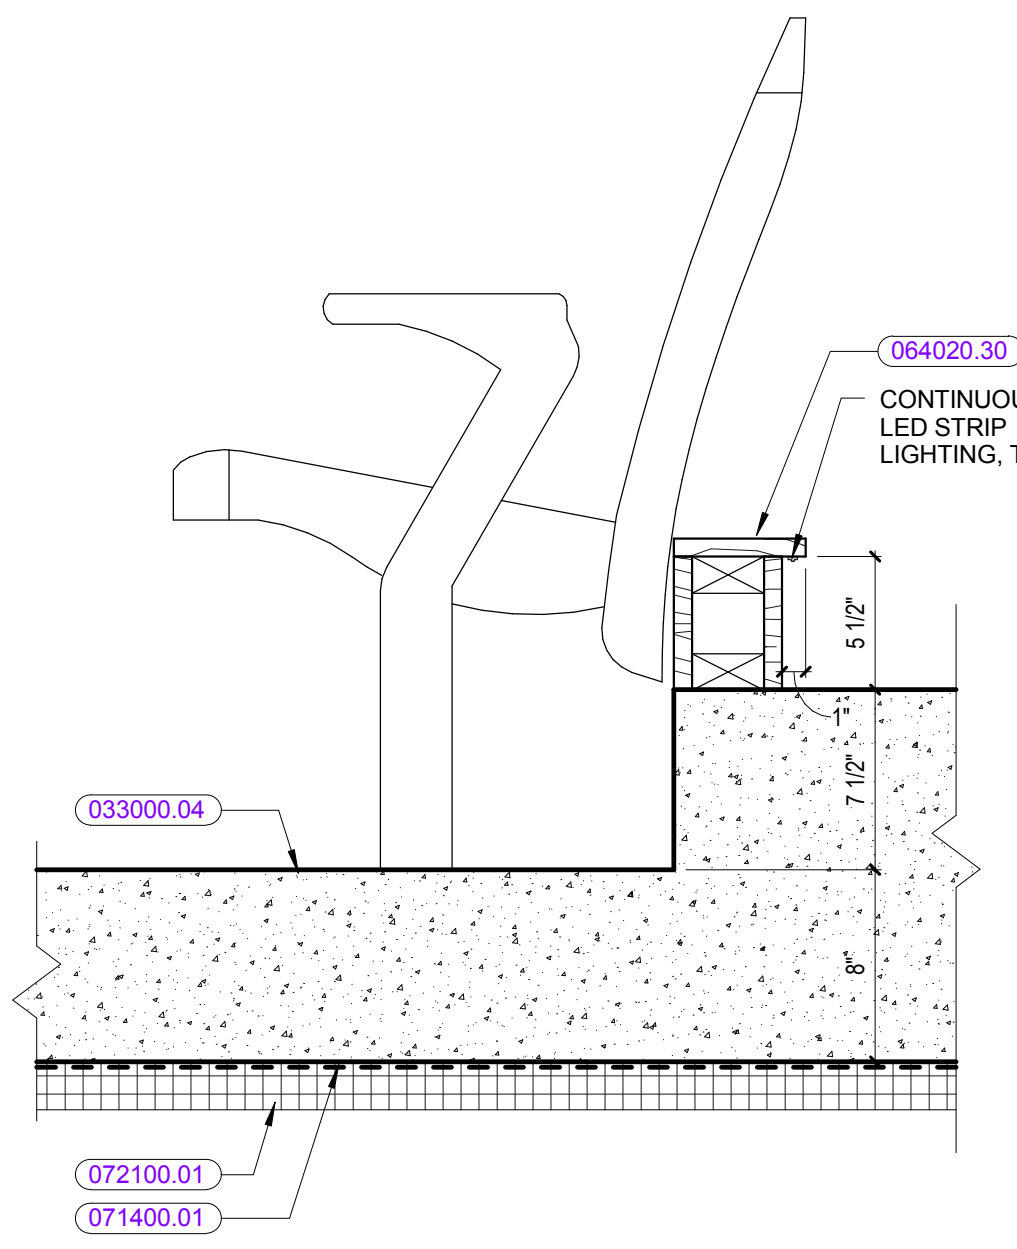 064020.30
CONTINUOU
LED STRIP
LIGHTING, T
5 1/2"
1"
7 1/2"
033000.04
8"
072100.01
071400.01